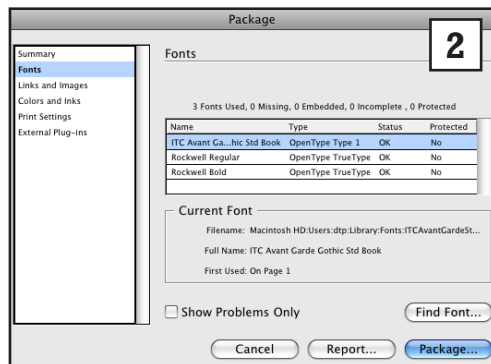 Package
2
Summary
Fonts
Links and Images
Colors and Inks
Print Settings
External Plug-ins
Fonts
3 Fonts Used, 0 Missing, 0 Embedded, 0 Incomplete , 0 Protected
Name Type Status Protected
ITC Avant Ga...hic Std Book OpenType Type 1 OK No
Rockwell Regular OpenType TrueType OK No
Rockwell Bold OpenType TrueType OK No
Current Font
Filename: Macintosh HD:Users:dtp:Library:Fonts:ITCAvantGardeSt...
Full Name: ITC Avant Garde Gothic Std Book
First Used: On Page 1
Show Problems Only
Find Font...
Cancel
Report...
Package...